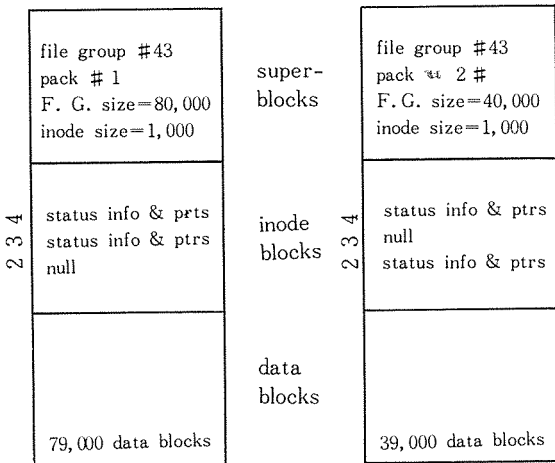 file group #43
pack # 1
F. G. size=80,000
inode size=1,000
super-
blocks
file group #43
pack 2 #
F. G. size=40,000
inode size=1,000
2 3 4
status info & prts
status info & ptrs
null
inode
blocks
2 3 4
status info & ptrs
null
status info & ptrs
data
blocks
79,000 data blocks
39,000 data blocks